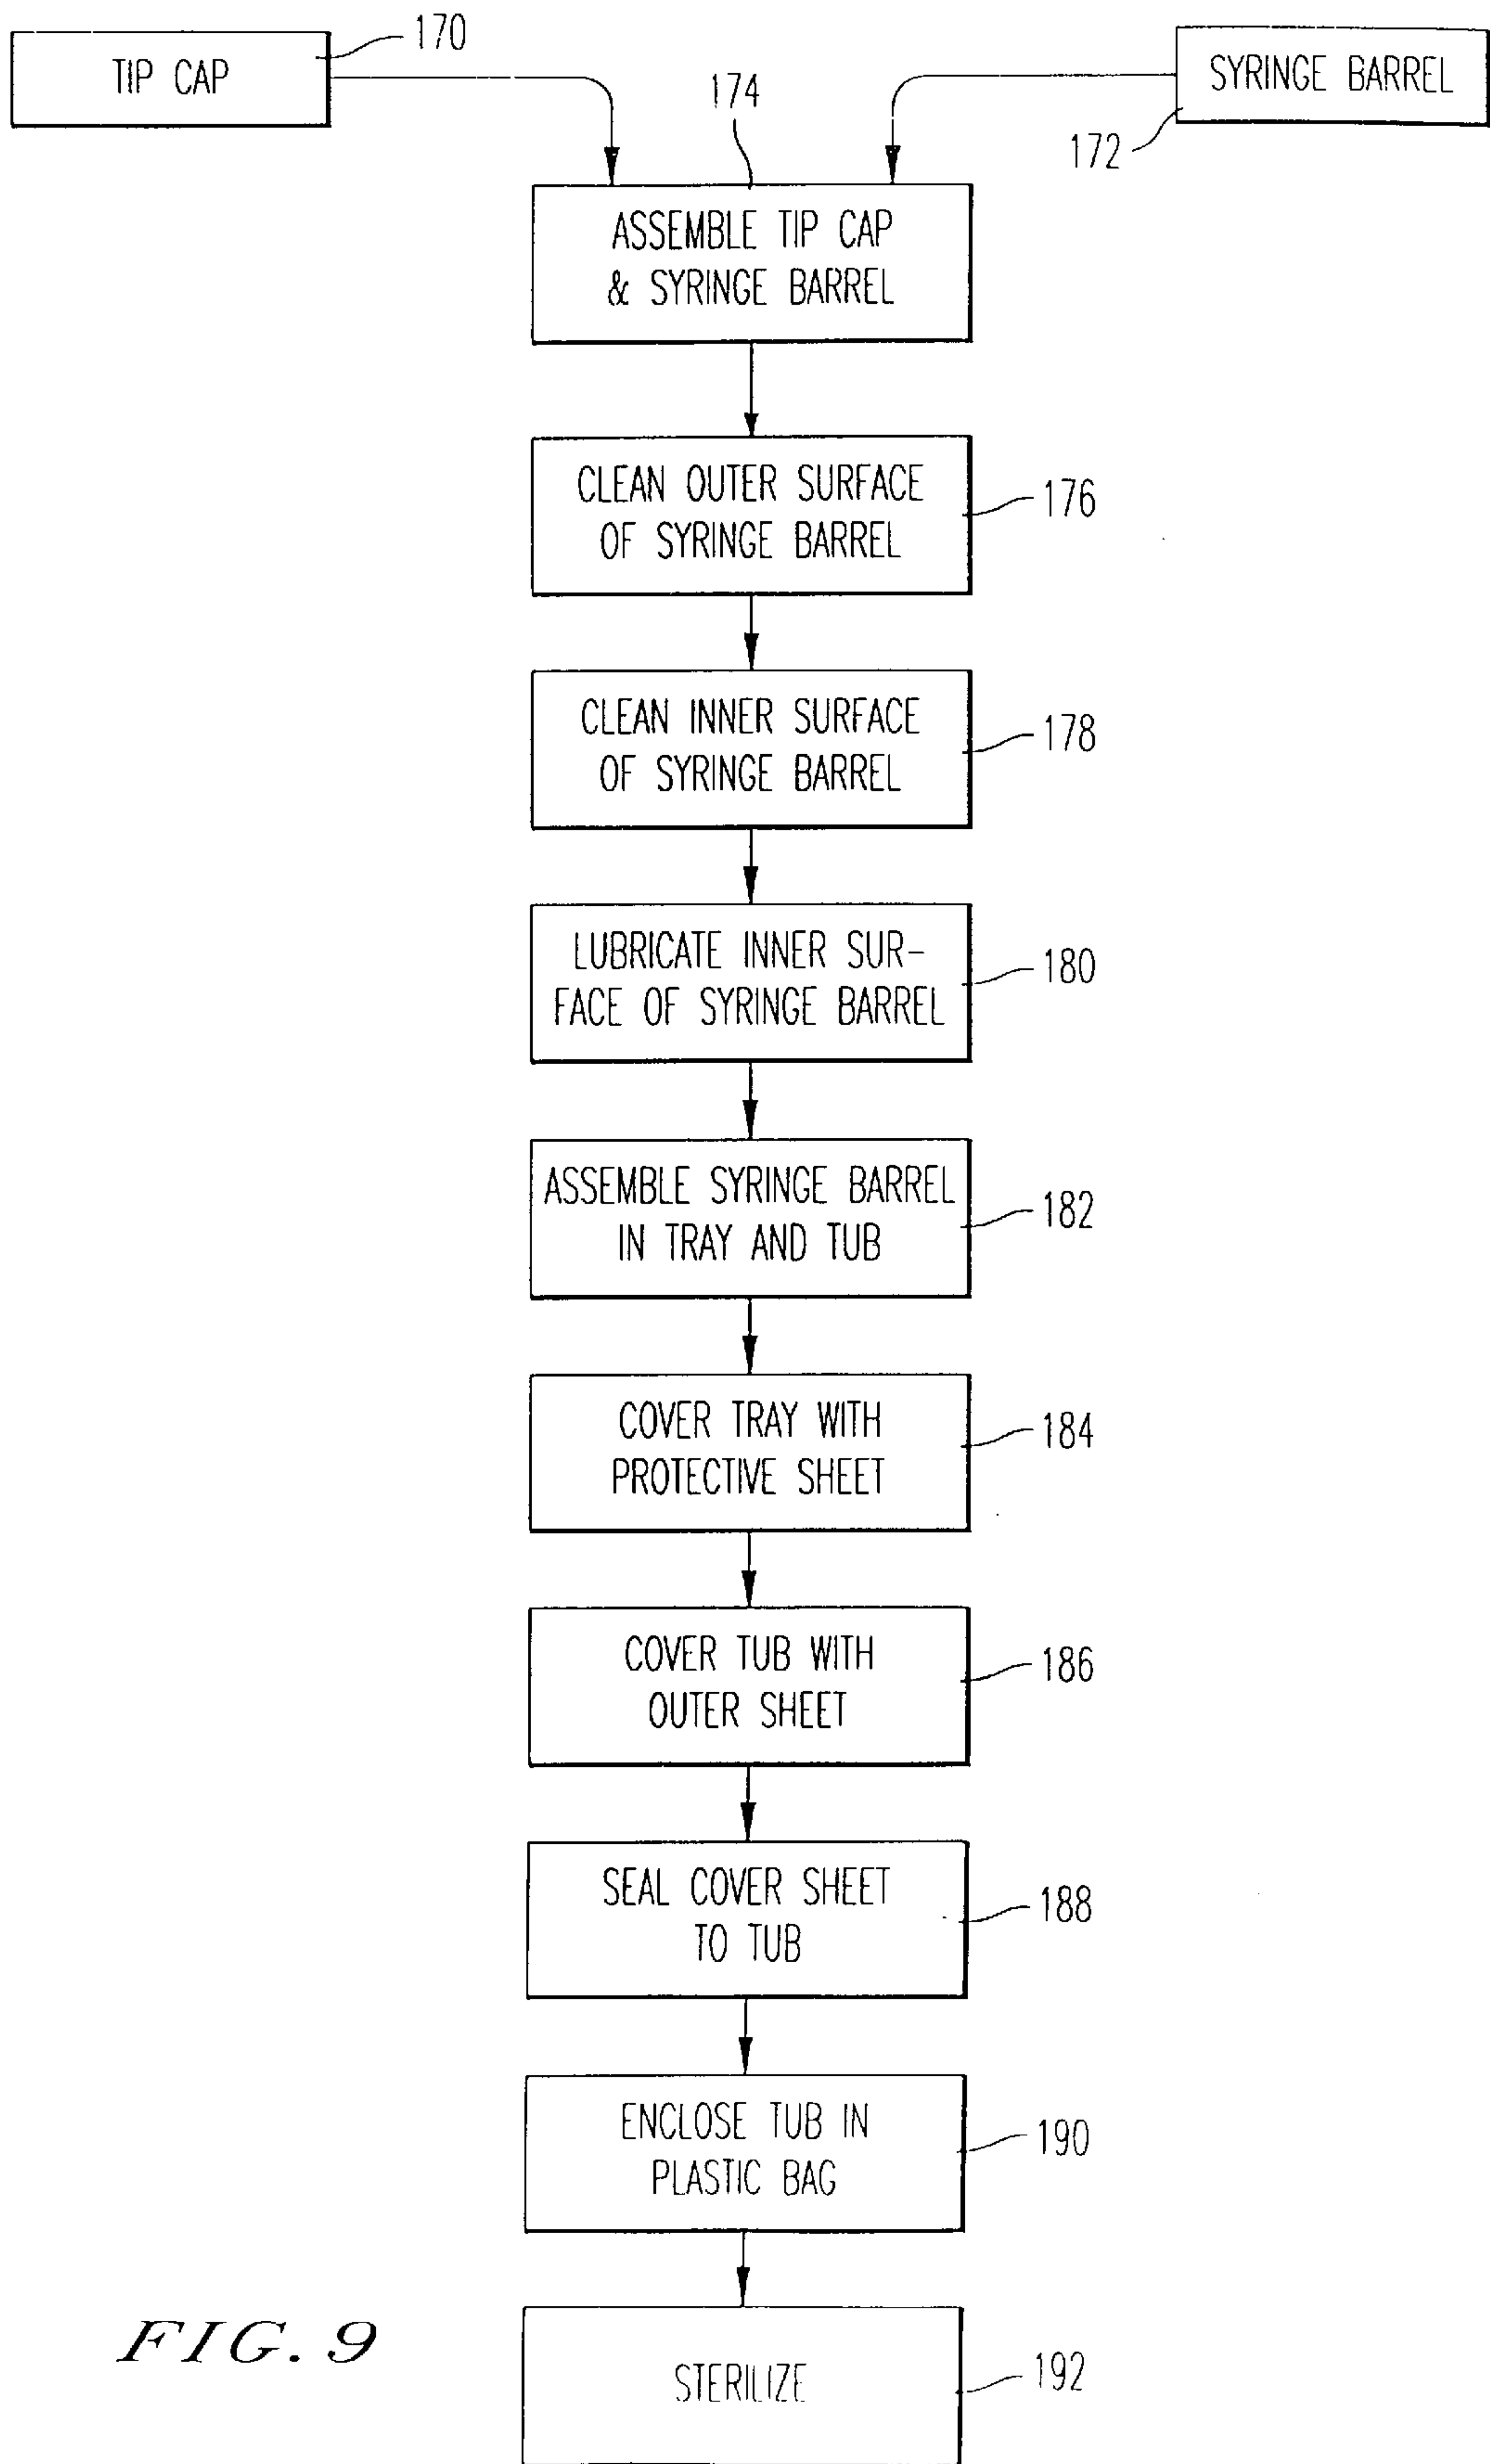 TIP CAP
170
SYRINGE BARREL
172
174
ASSEMBLE TIP CAP
& SYRINGE BARREL
CLEAN OUTER SURFACE
OF SYRINGE BARREL
176
CLEAN INNER SURFACE
OF SYRINGE BARREL
178
LUBRICATE INNER SUR-
FACE OF SYRINGE BARREL
180
ASSEMBLE SYRINGE BARREL
IN TRAY AND TUB
182
COVER TRAY WITH
PROTECTIVE SHEET
184
COVER TUB WITH
OUTER SHEET
186
SEAL COVER SHEET
TO TUB
188
ENCLOSE TUB IN
PLASTIC BAG
190
STERILIZE
192
FIG. 9